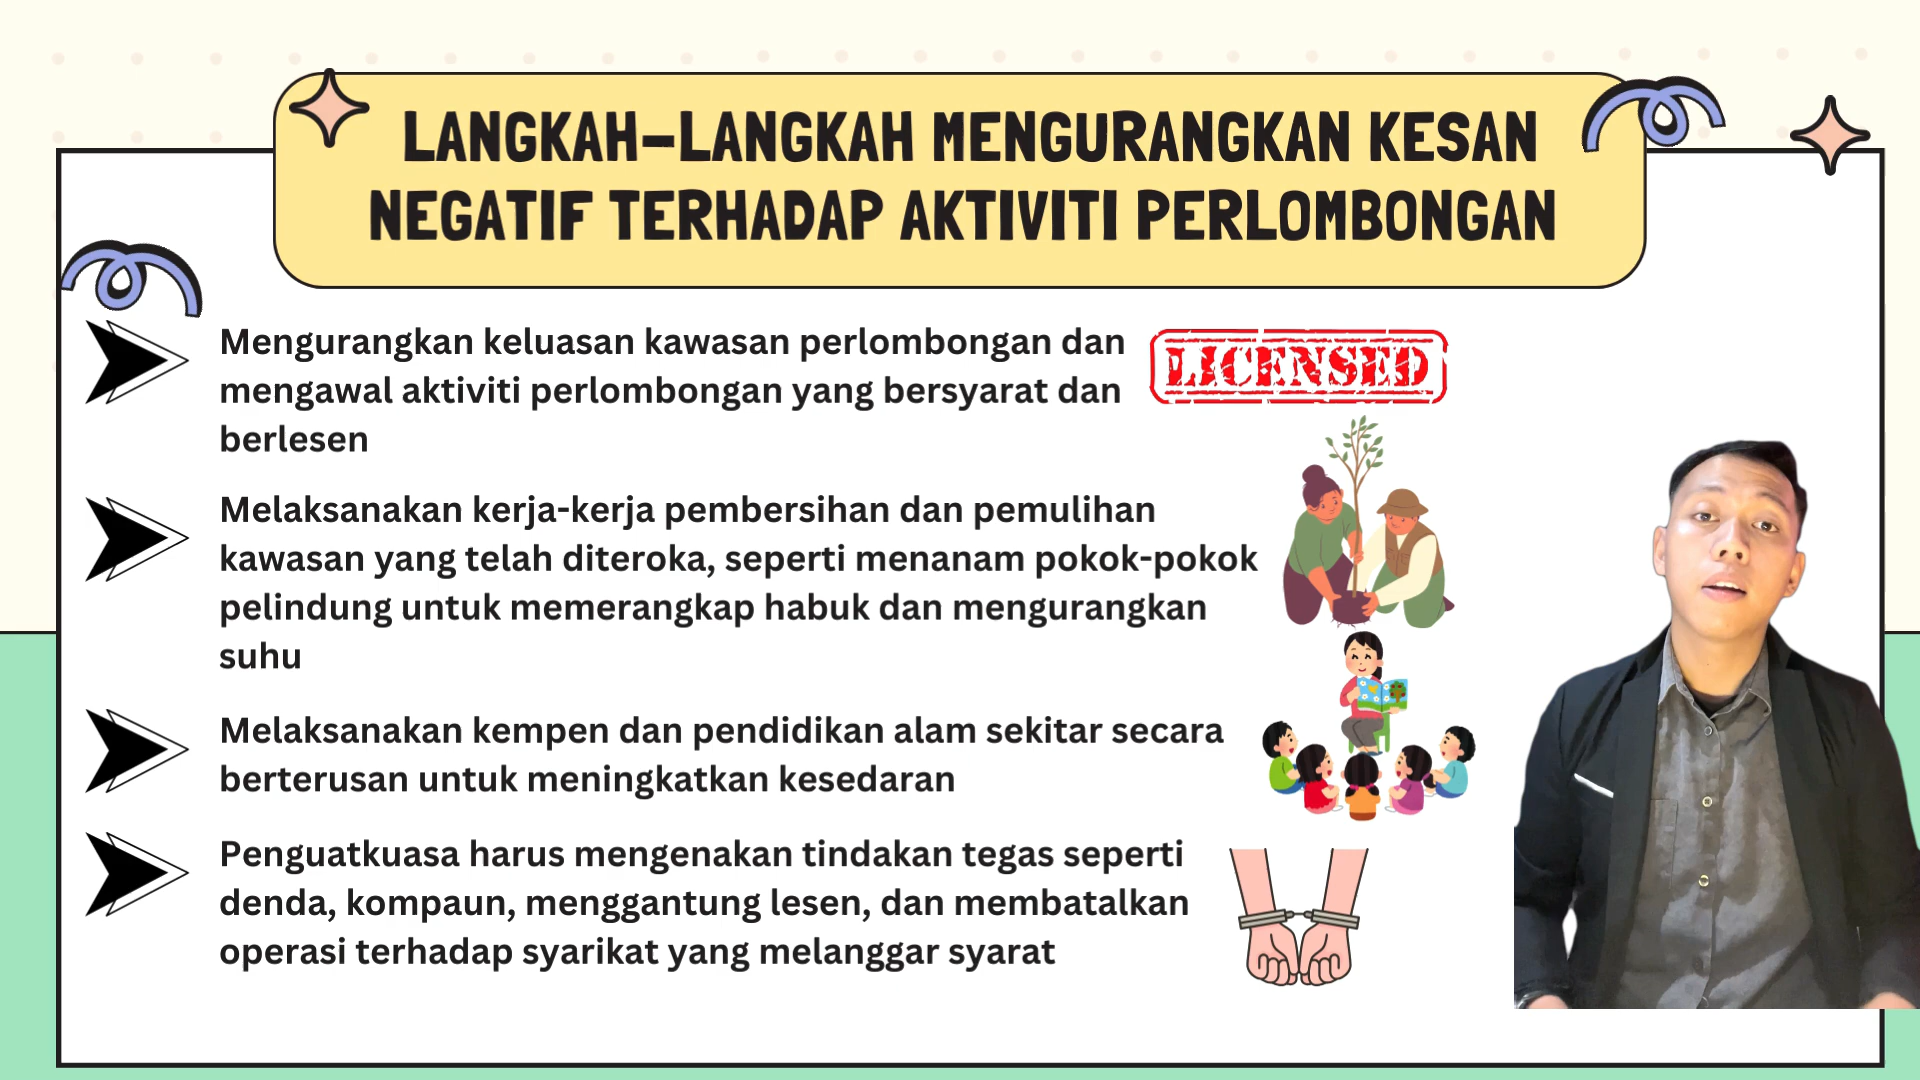 LANGKAH-LANGKAH MENGURANGKAN KESAN
NEGATIF TERHADAP AKTIVITI PERLOMBONGAN
Mengurangkan keluasan kawasan perlombongan dan
mengawal aktiviti perlombongan yang bersyarat dan
berlesen
LICENSED
Melaksanakan kerja-kerja pembersihan dan pemulihan
kawasan yang telah diteroka, seperti menanam pokok-pokok
pelindung untuk memerangkap habuk dan mengurangkan
suhu
Melaksanakan kempen dan pendidikan alam sekitar secara
berterusan untuk meningkatkan kesedaran
Penguatkuasa harus mengenakan tindakan tegas seperti
denda, kompaun, menggantung lesen, dan membatalkan
operasi terhadap syarikat yang melanggar syarat